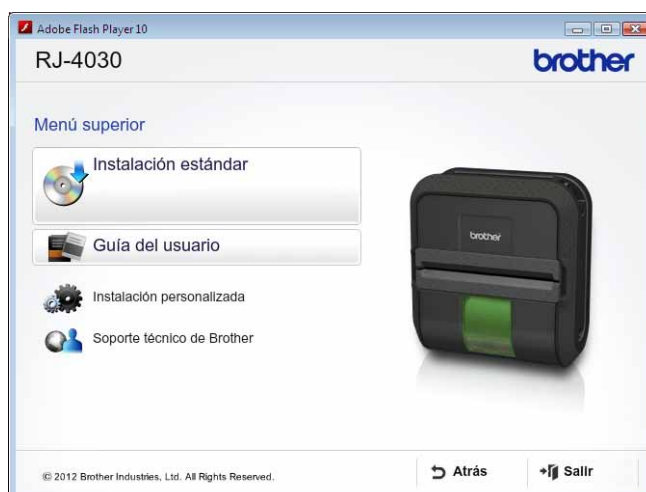 Adobe Flash Player 10
RJ-4030
brother
Menú superior
Instalación estándar
Guía del usuario
Instalación personalizada
Soporte técnico de Brother
brother
© 2012 Brother Industries, Ltd. All Rights Reserved.
Atrás
Salir